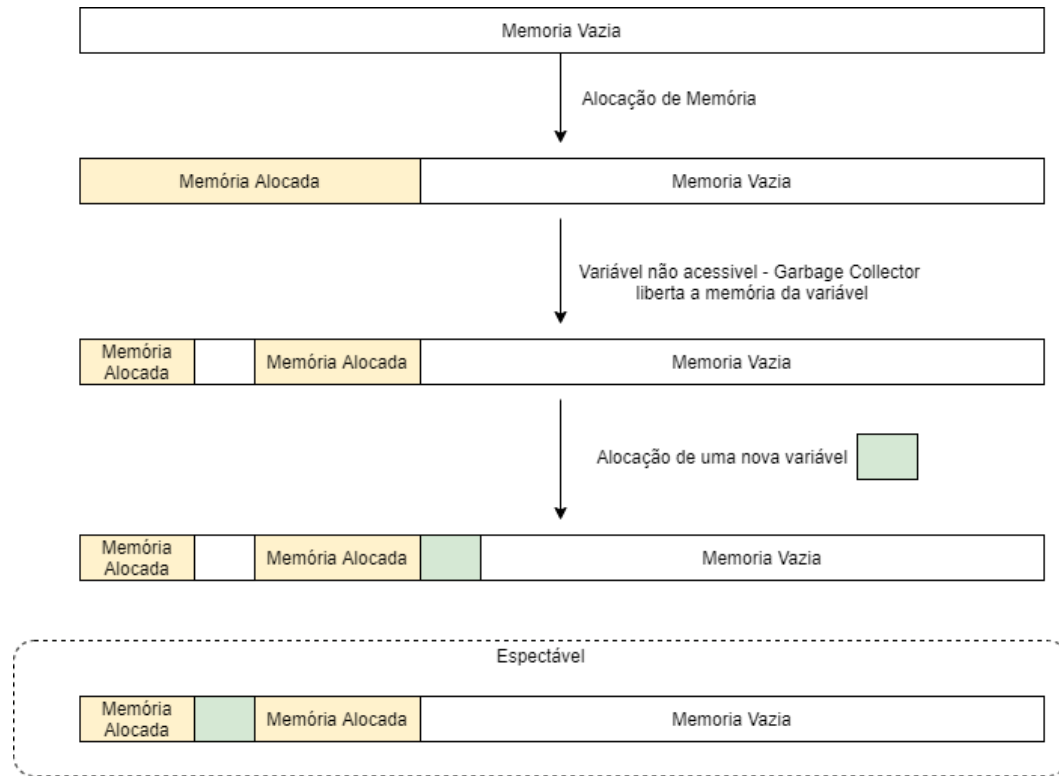 Memoria Vazia
Alocação de Memória
Memória Alocada
Memoria Vazia
Variável não acessivel - Garbage Collector
liberta a memória da variável
Memória
Alocada
Memória Alocada
Memoria Vazia
Alocação de uma nova variável
Memória
Alocada
Memória Alocada
Memoria Vazia
Espectável
Memória
Alocada
Memória Alocada
Memoria Vazia